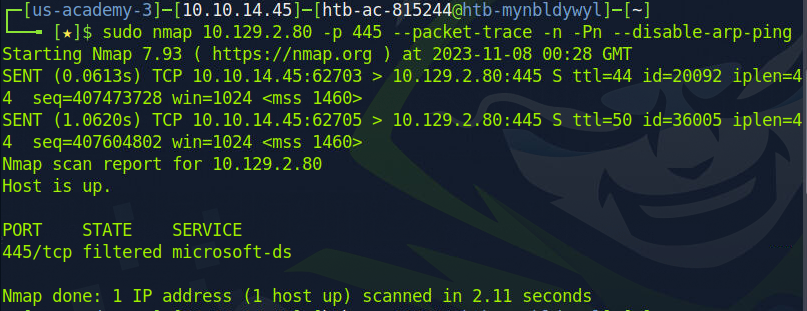 ┌─[us-academy-3]─[10.10.14.45]─[htb-ac-815244@htb-mynbldywyl]─[~]
└──╼ [★]$ sudo nmap 10.129.2.80 -p 445 --packet-trace -n -Pn --disable-arp-ping
Starting Nmap 7.93 ( https://nmap.org ) at 2023-11-08 00:28 GMT
SENT (0.0613s) TCP 10.10.14.45:62703 > 10.129.2.80:445 S ttl=44 id=20092 iplen=4
4  seq=407473728 win=1024 <mss 1460>
SENT (1.0620s) TCP 10.10.14.45:62705 > 10.129.2.80:445 S ttl=50 id=36005 iplen=4
4  seq=407604802 win=1024 <mss 1460>
Nmap scan report for 10.129.2.80
Host is up.

PORT    STATE    SERVICE
445/tcp filtered microsoft-ds

Nmap done: 1 IP address (1 host up) scanned in 2.11 seconds